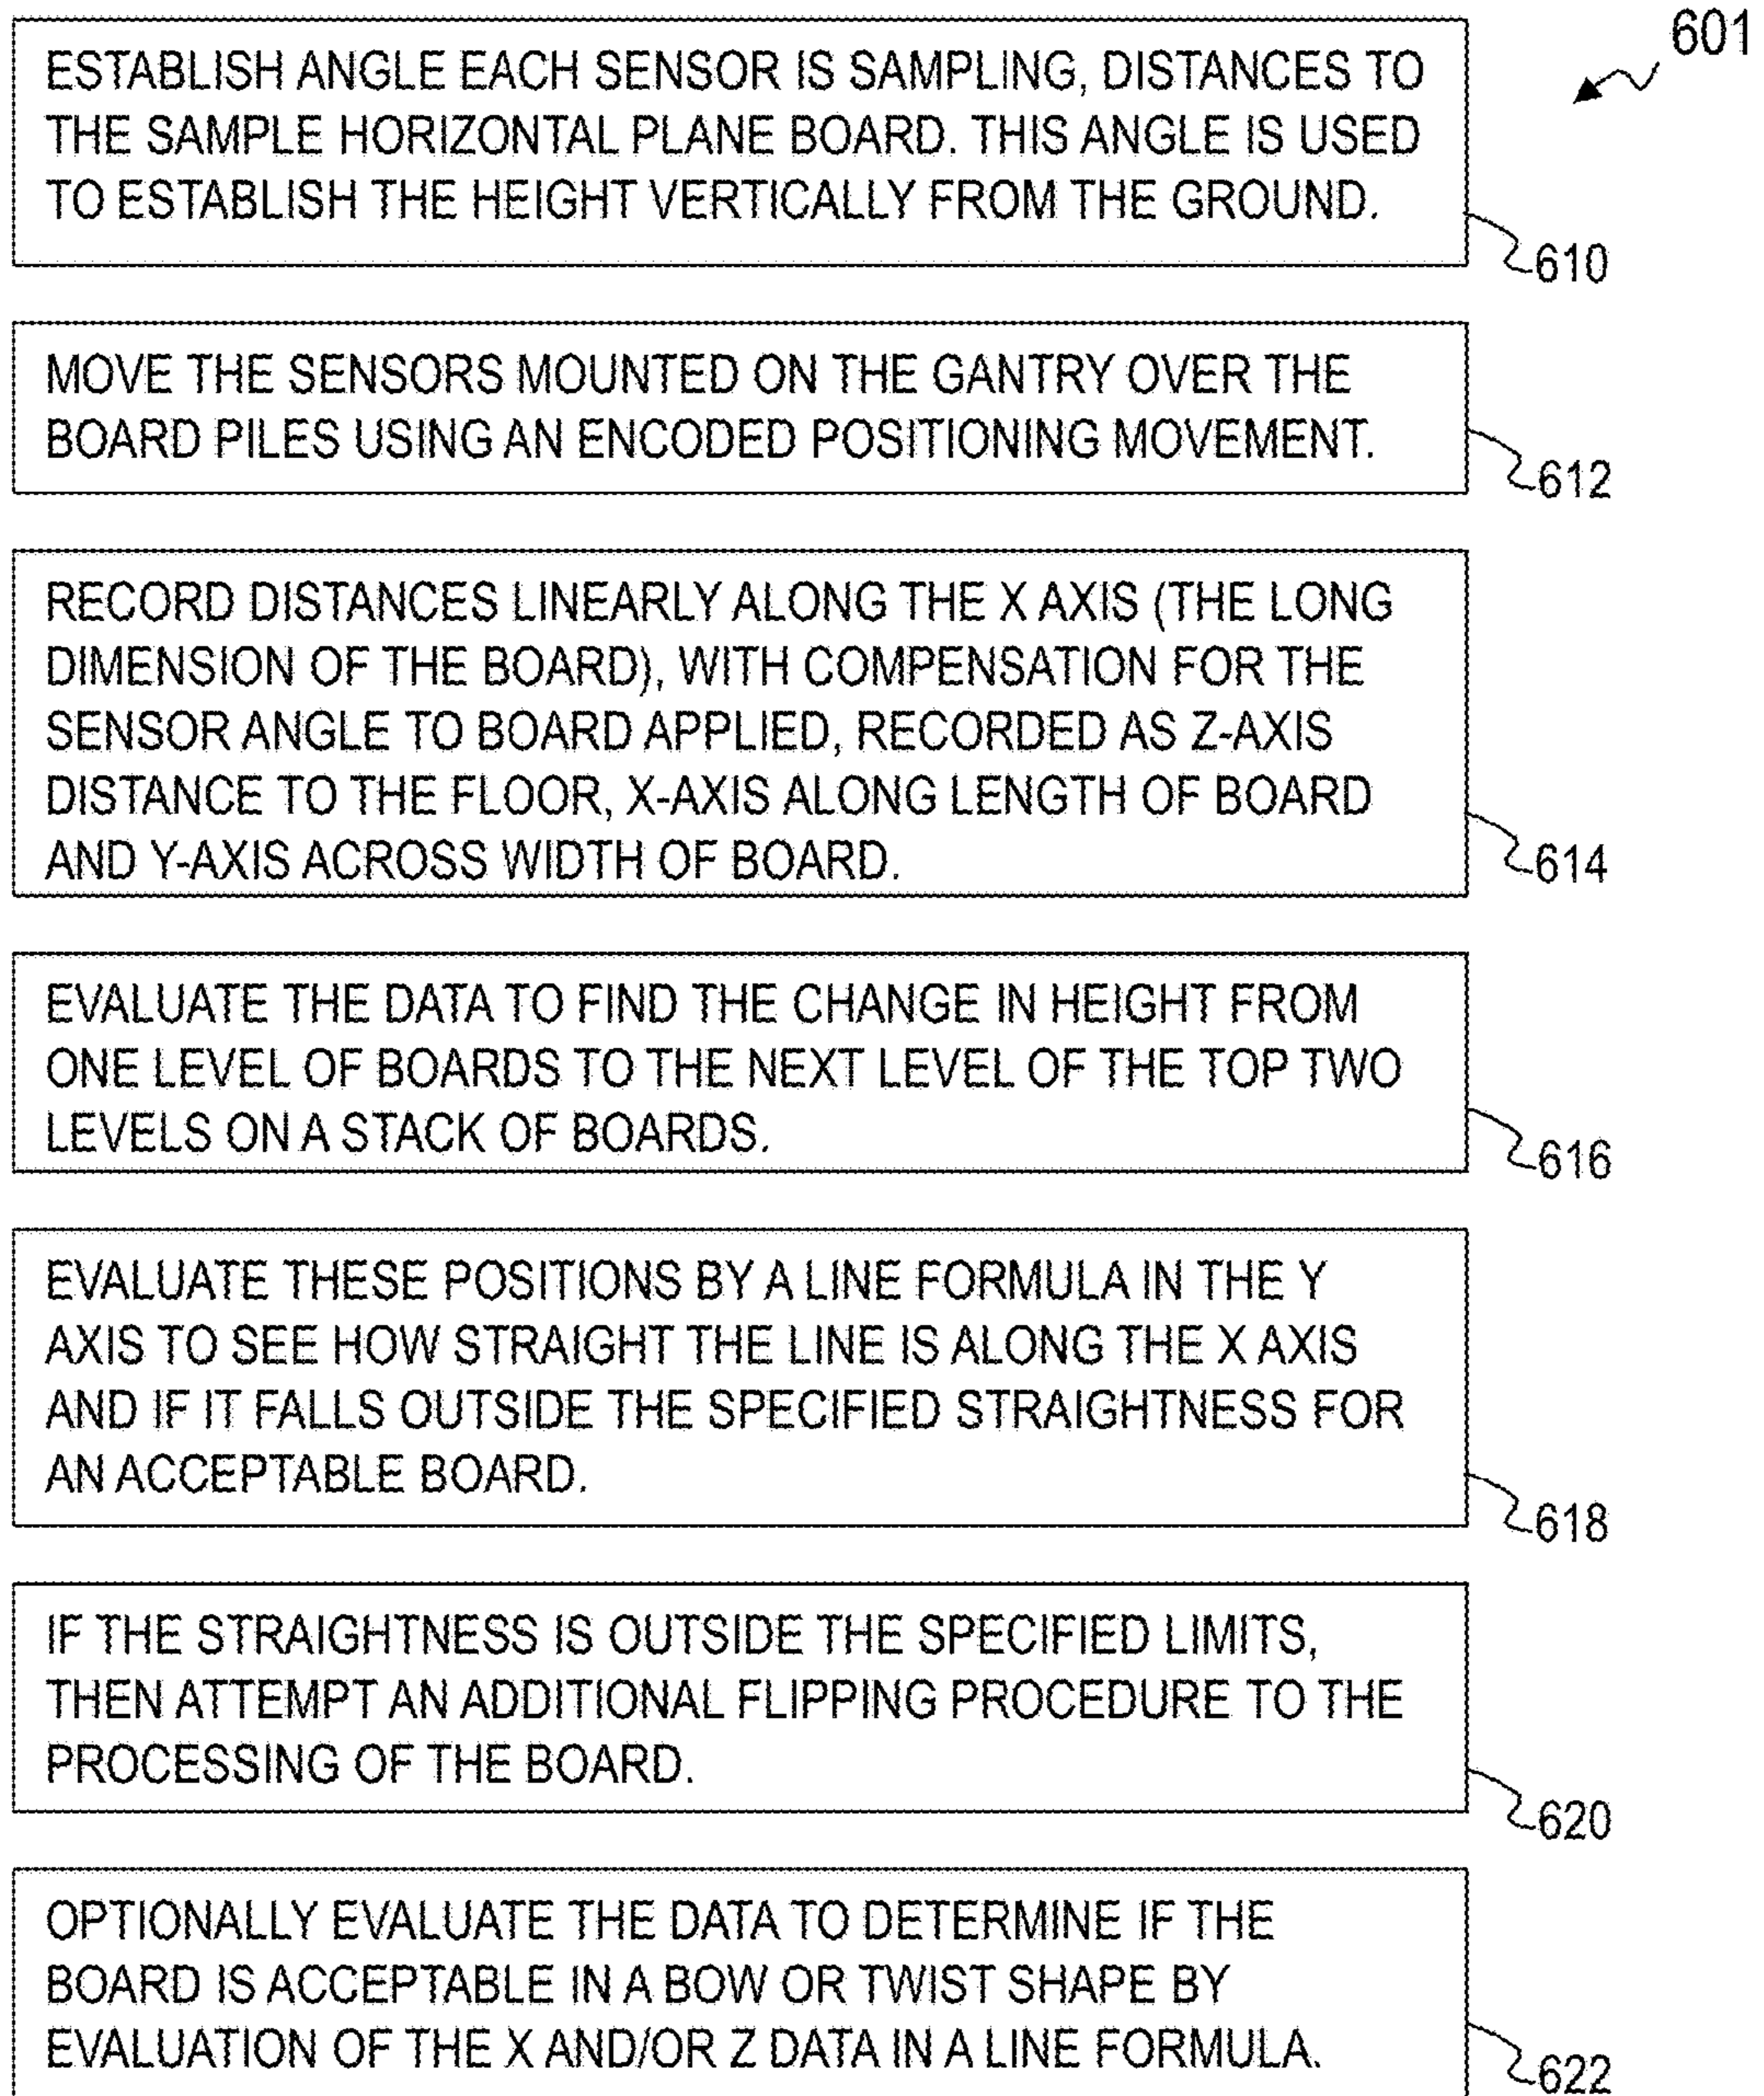 601
ESTABLISH ANGLE EACH SENSOR IS SAMPLING, DISTANCES TO
THE SAMPLE HORIZONTAL PLANE BOARD. THIS ANGLE IS USED
TO ESTABLISH THE HEIGHT VERTICALLY FROM THE GROUND.
610
MOVE THE SENSORS MOUNTED ON THE GANTRY OVER THE
BOARD PILES USING AN ENCODED POSITIONING MOVEMENT.
612
RECORD DISTANCES LINEARLY ALONG THE X AXIS (THE LONG
DIMENSION OF THE BOARD), WITH COMPENSATION FOR THE
SENSOR ANGLE TO BOARD APPLIED, RECORDED AS Z-AXIS
DISTANCE TO THE FLOOR, X-AXIS ALONG LENGTH OF BOARD
AND Y-AXIS ACROSS WIDTH OF BOARD.
614
EVALUATE THE DATA TO FIND THE CHANGE IN HEIGHT FROM
ONE LEVEL OF BOARDS TO THE NEXT LEVEL OF THE TOP TWO
LEVELS ON A STACK OF BOARDS.
616
EVALUATE THESE POSITIONS BY A LINE FORMULA IN THE Y
AXIS TO SEE HOW STRAIGHT THE LINE IS ALONG THE X AXIS
AND IF IT FALLS OUTSIDE THE SPECIFIED STRAIGHTNESS FOR
AN ACCEPTABLE BOARD.
618
IF THE STRAIGHTNESS IS OUTSIDE THE SPECIFIED LIMITS,
THEN ATTEMPT AN ADDITIONAL FLIPPING PROCEDURE TO THE
PROCESSING OF THE BOARD.
620
OPTIONALLY EVALUATE THE DATA TO DETERMINE IF THE
BOARD IS ACCEPTABLE IN A BOW OR TWIST SHAPE BY
EVALUATION OF THE X AND/OR Z DATA IN A LINE FORMULA.
622